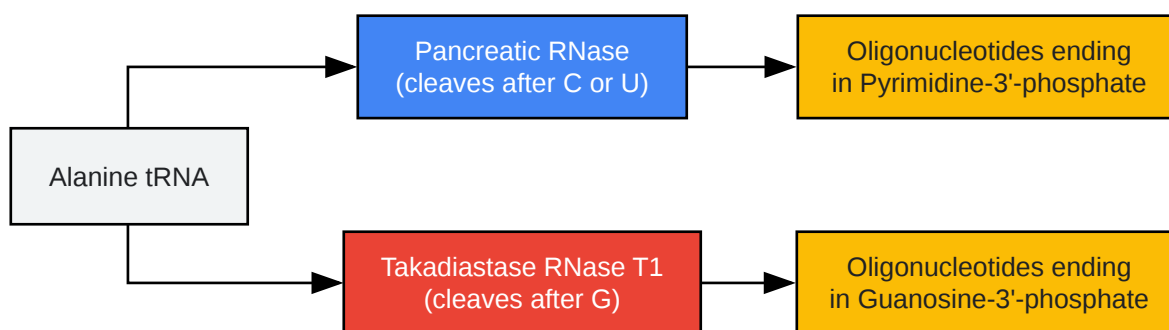 Pancreatic RNase
(cleaves after C or U)
Oligonucleotides ending
in Pyrimidine-3'-phosphate
Alanine tRNA
Takadiastase RNase T1
(cleaves after G)
Oligonucleotides ending
in Guanosine-3'-phosphate